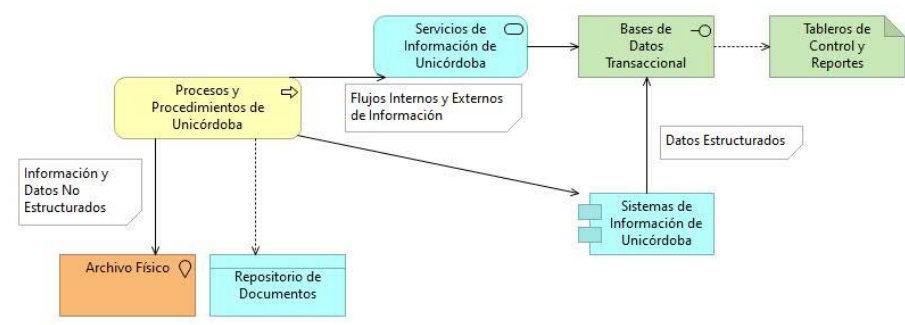 Servicios de
Información de
Unicórdoba
Bases de
Datos
Transaccional
Tableros de
Control y
Reportes
Procesos y
Procedimientos de
Unicórdoba
Flujos Internos y Externos
de Información
Datos Estructurados
Información y
Datos No
Estructurados
Sistemas de
Información de
Unicórdoba
Archivo Físico
Repositorio de
Documentos